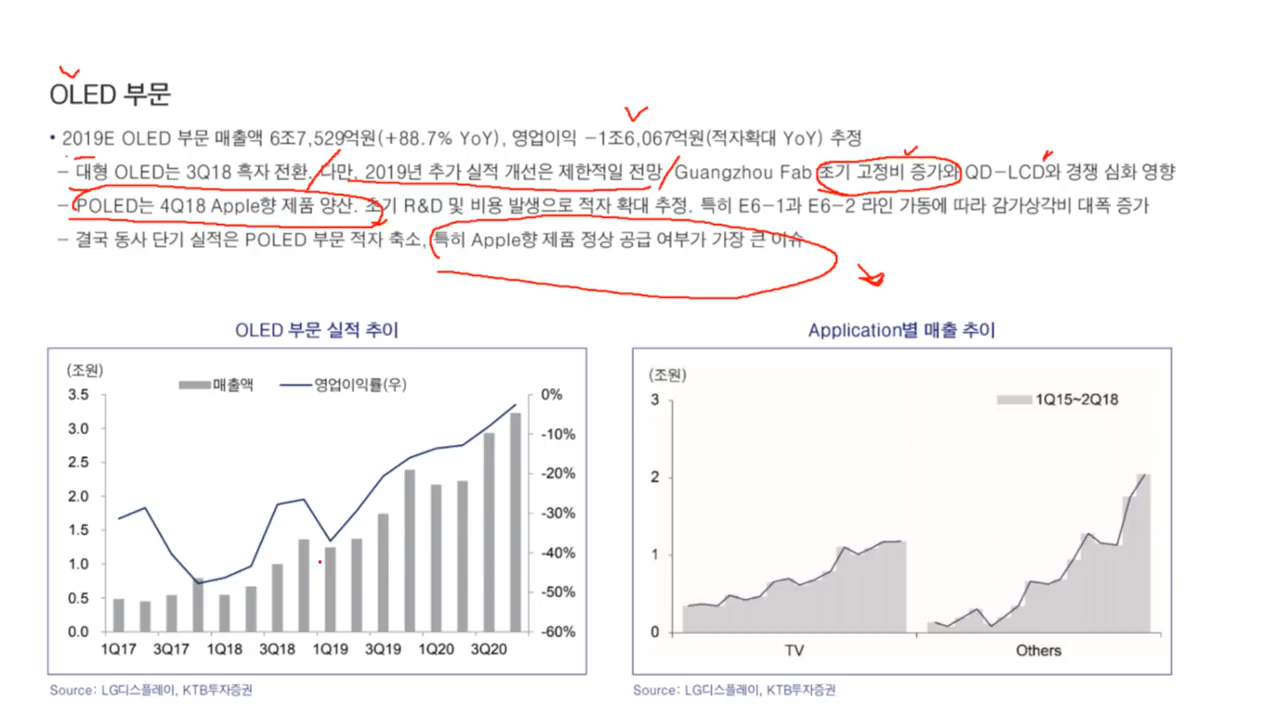 OLED 부문
• 2019E OLED 부문 매출액 6조7,529억원(+88.7% YoY), 영업이익 -1조6,067억원(적자확대 YoY) 추정
- 대형 OLED는 3Q18 흑자 전환. 다만, 2019년 추가 실적 개선은 제한적일 전망. Guangzhou Fab 초기 고정비 증가와 QD-LCD와 경쟁 심화 영향
- POLED는 4Q18 Apple향 제품 양산. 초기 R&D 및 비용 발생으로 적자 확대 추정. 특히 E6-1과 E6-2 라인 가동에 따라 감가상각비 대폭 증가
- 결국 동사 단기 실적은 POLED 부문 적자 축소, 특히 Apple향 제품 정상 공급 여부가 가장 큰 이슈
OLED 부문 실적 추이
(조원)
매출액 영업이익률(우)
3.5 0%
3.0 -10%
2.5 -20%
2.0 -30%
1.5 -40%
1.0 -50%
0.5 -60%
0.0
1Q17 3Q17 1Q18 3Q18 1Q19 3Q19 1Q20 3Q20
Source: LG디스플레이, KTB투자증권
Application별 매출 추이
(조원)
1Q15~2Q18
3
2
1
0
TV Others
Source: LG디스플레이, KTB투자증권